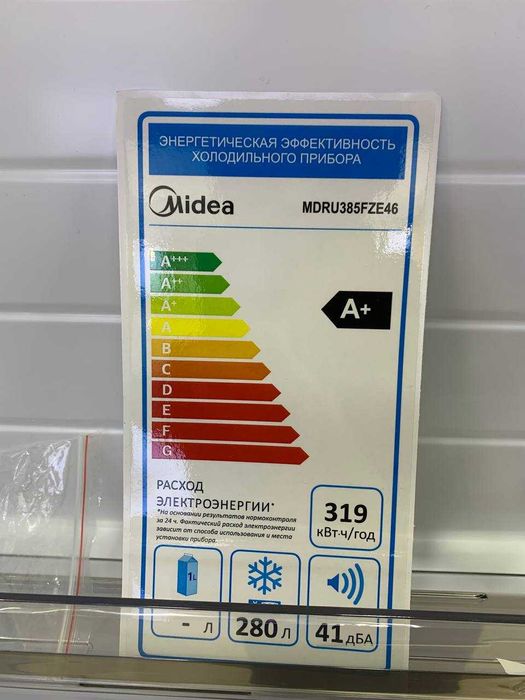 ЭНЕРГЕТИЧЕСКАЯ ЭФФЕКТИВНОСТЬ
ХОЛОДИЛЬНОГО ПРИБОРА
Midea
MDRU385FZE46
A+++
A++
A+
A
B
C
D
E
F
G
A+
РАСХОД
ЭЛЕКТРОЭНЕРГИИ*
*На основании результатов нормоконтроля
за 24 ч. Фактический расход электроэнергии
зависит от способа использования и места
установки прибора.
319
кВт·ч/год
1L
- л
280 л
41 дБА